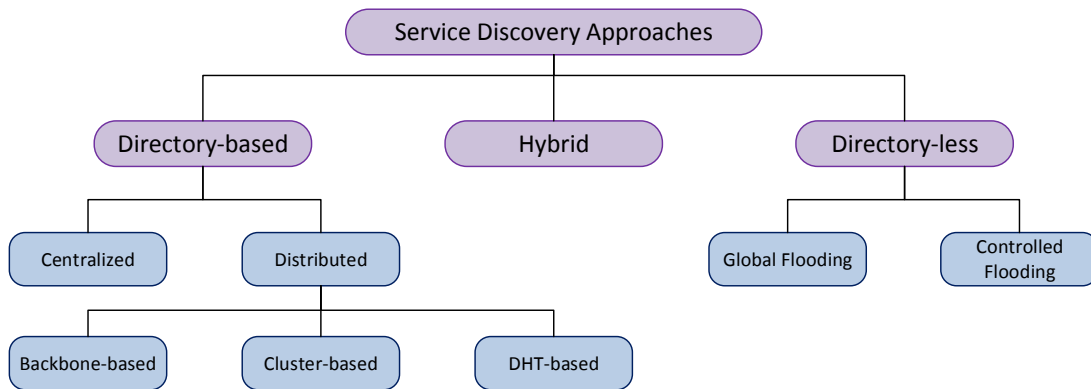 Service Discovery Approaches
Directory-based
Hybrid
Directory-less
Centralized
Distributed
Global Flooding
Controlled
Flooding
Backbone-based
Cluster-based
DHT-based